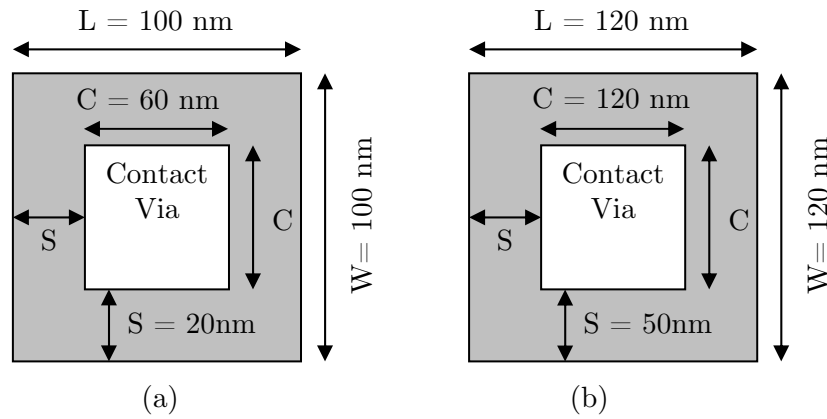 L = 100 nm
C = 60 nm
Contact
Via
C
S
S = 20nm
W= 100 nm
(a)
L = 120 nm
C = 120 nm
Contact
Via
C
S
S = 50nm
W= 120 nm
(b)